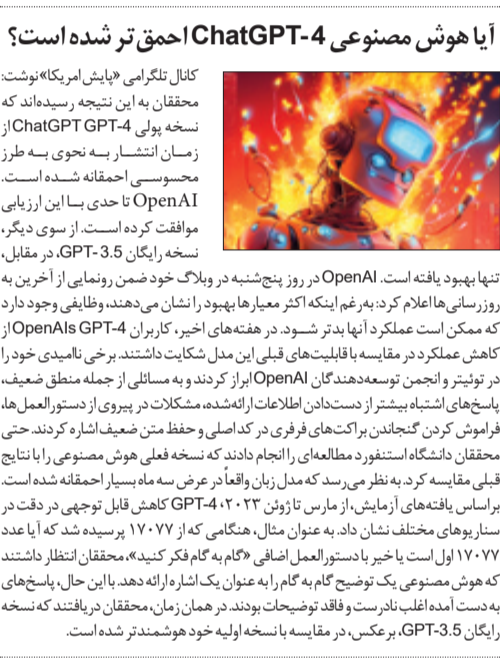 آیا هوش مصنوعی ChatGPT-4 احمق‌تر شده است؟
کانال تلگرامی «پایش امریکا» نوشت:
محققان به این نتیجه رسیده‌اند که
نسخه پولی ChatGPT GPT-4 از
زمـان انتشـار بـه نحوی بـه طرز
محسوسـی احمقانه شـده اسـت.
OpenAI تا حدی بـا این ارزیابی
موافقت کرده اسـت. از سوی دیگر،
نسخه رایگان GPT- 3.5، در مقابل،
تنها بهبود یافته است. OpenAI در روز پنج‌شنبه در وبلاگ خود ضمن رونمایی از آخرین به
روزرسانی‌ها اعلام کرد: به‌رغم اینکه اکثر معیارها بهبود را نشان می‌دهند، وظایفی وجود دارد
که ممکن است عملکرد آنها بدتر شـود. در هفته‌های اخیر، کاربران OpenAIs GPT-4 از
کاهش عملکرد در مقایسه با قابلیت‌های قبلی این مدل شکایت داشتند. برخی ناامیدی خود را
در توئیتر و انجمن توسعه‌دهندگان OpenAI ابراز کردند و به مسائلی از جمله منطق ضعیف،
پاسخ‌های اشتباه بیشتر از دست‌دادن اطلاعات ارائه‌شده، مشکلات در پیروی از دستورالعمل‌ها،
فراموش کردن گنجاندن براکت‌های فرفری در کد اصلی و حفظ متن ضعیف اشاره کردند. حتی
محققان دانشگاه استنفورد مطالعه‌ای را انجام دادند که نسخه فعلی هوش مصنوعی را با نتایج
قبلی مقایسه کرد. به نظر می‌رسد که مدل زبان واقعاً در عرض سه ماه بسیار احمقانه شده است.
براساس یافته‌های آزمایش، از مارس تا ژوئن ۲۰۲۳، GPT-4 کاهش قابل توجهی در دقت در
سناریوهای مختلف نشان داد. به عنوان مثال، هنگامی که از ۱۷۰۷۷ پرسیده شد که آیا عدد
۱۷۰۷۷ اول است یا خیر با دستورالعمل اضافی «گام به گام فکر کنید»، محققان انتظار داشتند
که هوش مصنوعی یک توضیح گام به گام را به عنوان یک اشاره ارائه دهد. با این حال، پاسخ‌های
به دست آمده اغلب نادرست و فاقد توضیحات بودند. در همان زمان، محققان دریافتند که نسخه
رایگان GPT-3.5، برعکس، در مقایسه با نسخه اولیه خود هوشمندتر شده است.